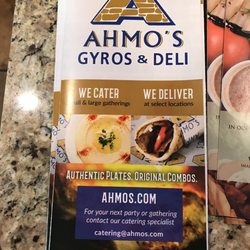 AHMO'S
GYROS & DELI
WE CATER
small & large gatherings
WE DELIVER
at select locations
AUTHENTIC PLATES. ORIGINAL COMBOS.
AHMOS.COM
For your next party or gathering
contact our catering specialist
catering@ahmos.com